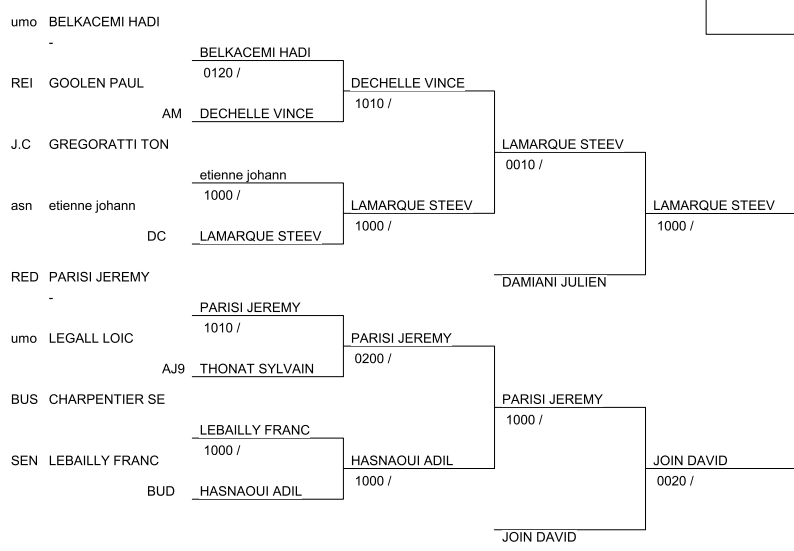 umo BELKACEMI HADI
-
BELKACEMI HADI
0120 /
REI GOOLEN PAUL
DECHELLE VINCE
1010 /
AM DECHELLE VINCE
J.C GREGORATTI TON
LAMARQUE STEEV
0010 /
etienne johann
1000 /
asn etienne johann
LAMARQUE STEEV
1000 /
LAMARQUE STEEV
1000 /
DC LAMARQUE STEEV
RED PARISI JEREMY
-
DAMIANI JULIEN
PARISI JEREMY
1010 /
umo LEGALL LOIC
PARISI JEREMY
0200 /
AJ9 THONAT SYLVAIN
BUS CHARPENTIER SE
PARISI JEREMY
1000 /
LEBAILLY FRANC
1000 /
SEN LEBAILLY FRANC
HASNAOUI ADIL
1000 /
JOIN DAVID
0020 /
BUD HASNAOUI ADIL
JOIN DAVID